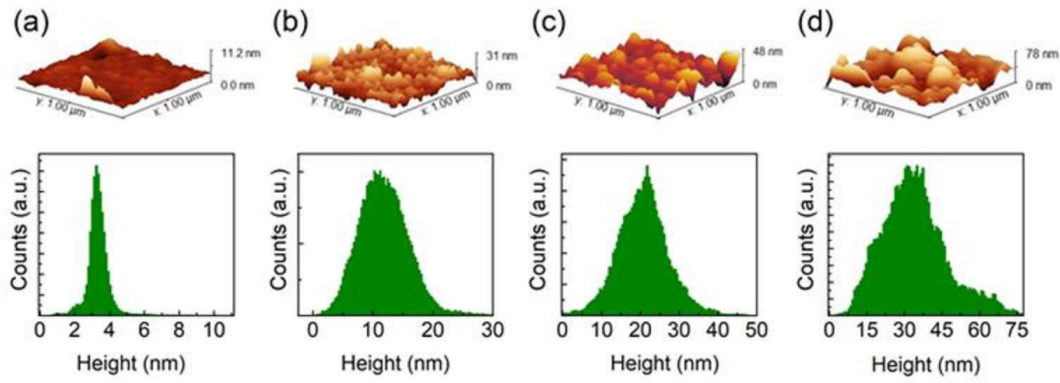 (a) (b) (c) (d)
11.2 nm
0.0 nm
y: 1.00 µm
x: 1.00 µm
31 nm
0 nm
y: 1.00 µm
x: 1.00 µm
48 nm
0 nm
y: 1.00 µm
x: 1.00 µm
78 nm
0 nm
y: 1.00 µm
x: 1.00 µm
Counts (a.u.)
0 2 4 6 8 10
Height (nm)
Counts (a.u.)
0 10 20 30
Height (nm)
Counts (a.u.)
0 10 20 30 40 50
Height (nm)
Counts (a.u.)
0 15 30 45 60 75
Height (nm)